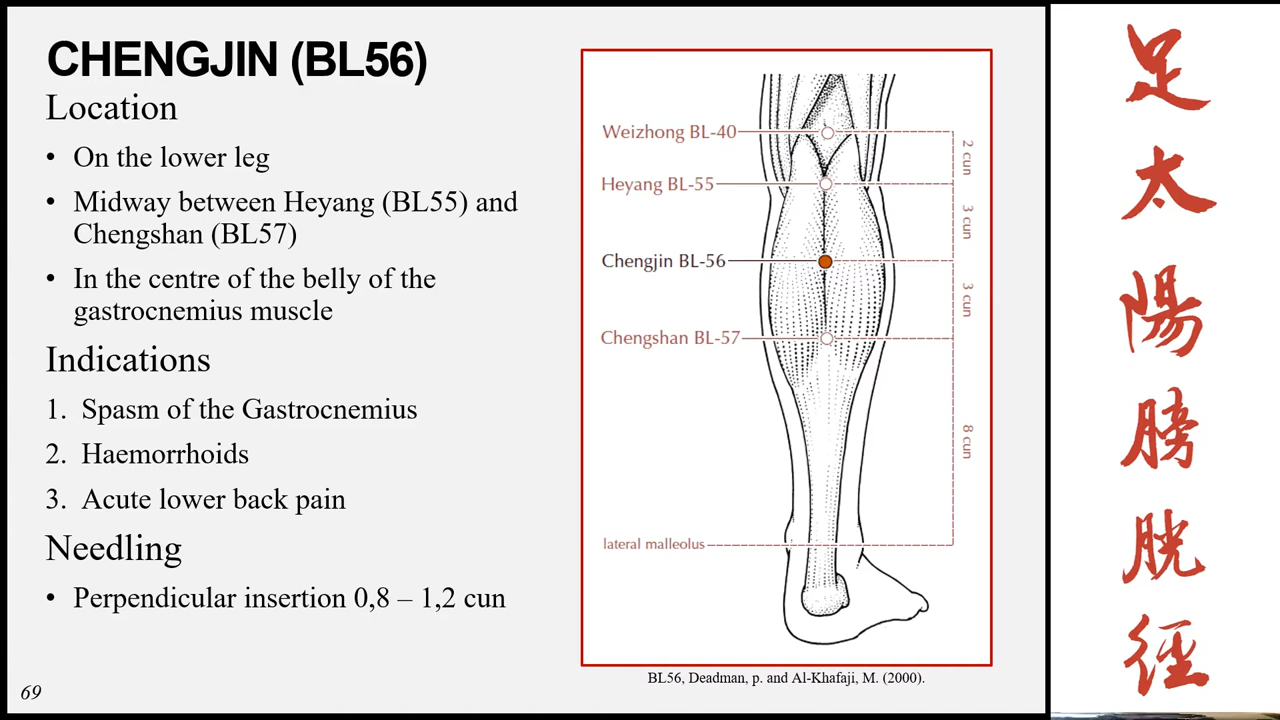 CHENGJIN (BL56)
Location
• On the lower leg
• Midway between Heyang (BL55) and
Chengshan (BL57)
• In the centre of the belly of the
gastrocnemius muscle
Indications
1. Spasm of the Gastrocnemius
2. Haemorrhoids
3. Acute lower back pain
Needling
• Perpendicular insertion 0,8 – 1,2 cun
69
Weizhong BL-40
Heyang BL-55
Chengjin BL-56
Chengshan BL-57
lateral malleolus
2 cun
3 cun
3 cun
8 cun
BL56, Deadman, p. and Al-Khafaji, M. (2000).
足
太
陽
膀
胱
徑